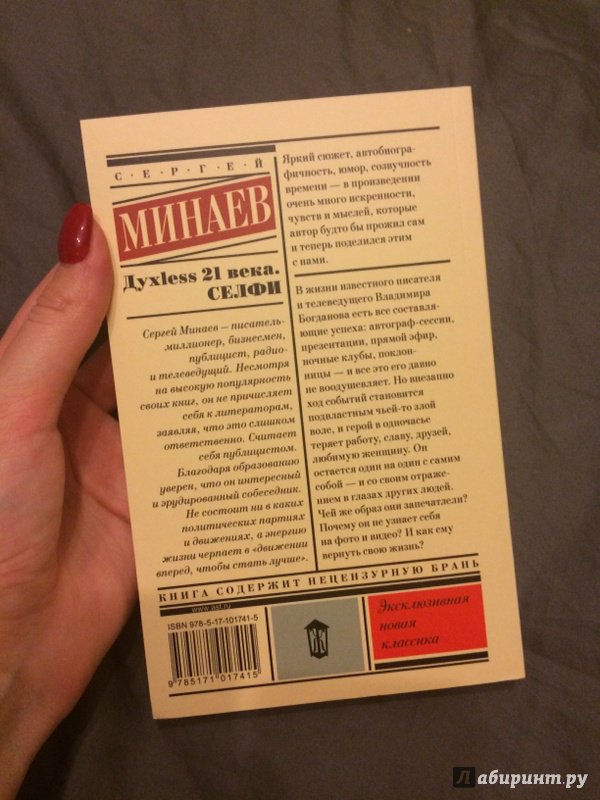 СЕРГЕЙ
МИНАЕВ
Духless 21 века.
СЕЛФИ
Сергей Минаев — писатель-
миллионер, бизнесмен,
публицист, радио-
и телеведущий. Несмотря
на высокую популярность
своих книг, он не причисляет
себя к литераторам,
заявляя, что это слишком
ответственно. Считает
себя публицистом.
Благодаря образованию
уверен, что он интересный
и эрудированный собеседник.
Не состоит ни в каких
политических партиях
и движениях, а энергию
жизни черпает в «движении
вперед, чтобы стать лучше».
Яркий сюжет, автобиогра-
фичность, юмор, созвучность
времени — в произведении
очень много искренности,
чувств и мыслей, которые
автор будто бы прожил сам
и теперь поделился этим
с нами.
В жизни известного писателя
и телеведущего Владимира
Богданова есть все составля-
ющие успеха: автограф-сессии,
презентации, прямой эфир,
ночные клубы, поклон-
ницы — и все это его давно
не воодушевляет. Но внезапно
ход событий становится
подвластным чьей-то злой
воле, и герой в одночасье
теряет работу, славу, друзей,
любимую женщину. Он
остается один на один с самим
собой — и со своим отраже-
нием в глазах других людей.
Чей же образ они запечатлели?
Почему он не узнает себя
на фото и видео? И как ему
вернуть свою жизнь?
КНИГА СОДЕРЖИТ НЕЦЕНЗУРНУЮ БРАНЬ
www.ast.ru
ISBN 978-5-17-101741-5
9 785171 017415
Эксклюзивная
новая
классика
Лабиринт.ру